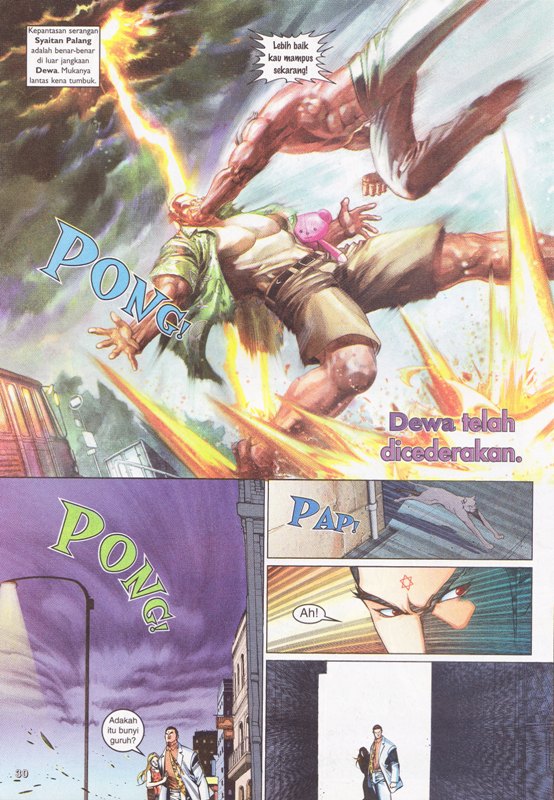 Kepantasan serangan
Syaitan Palang
adalah benar-benar
di luar jangkaan
Dewa. Mukanya
lantas kena tumbuk.
Lebih baik
kau mampus
sekarang!
PONG!
Dewa telah
dicederakan.
PONG!
Adakah
itu bunyi
guruh?
PAP!
Ah!
30